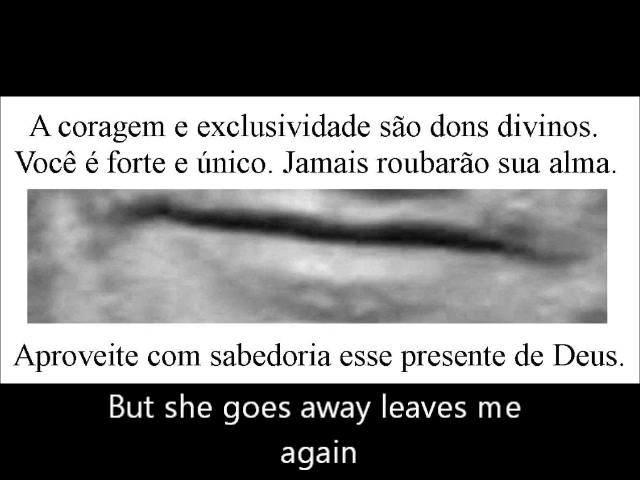 A coragem e exclusividade são dons divinos.
Você é forte e único. Jamais roubarão sua alma.
Aproveite com sabedoria esse presente de Deus.
But she goes away leaves me
again